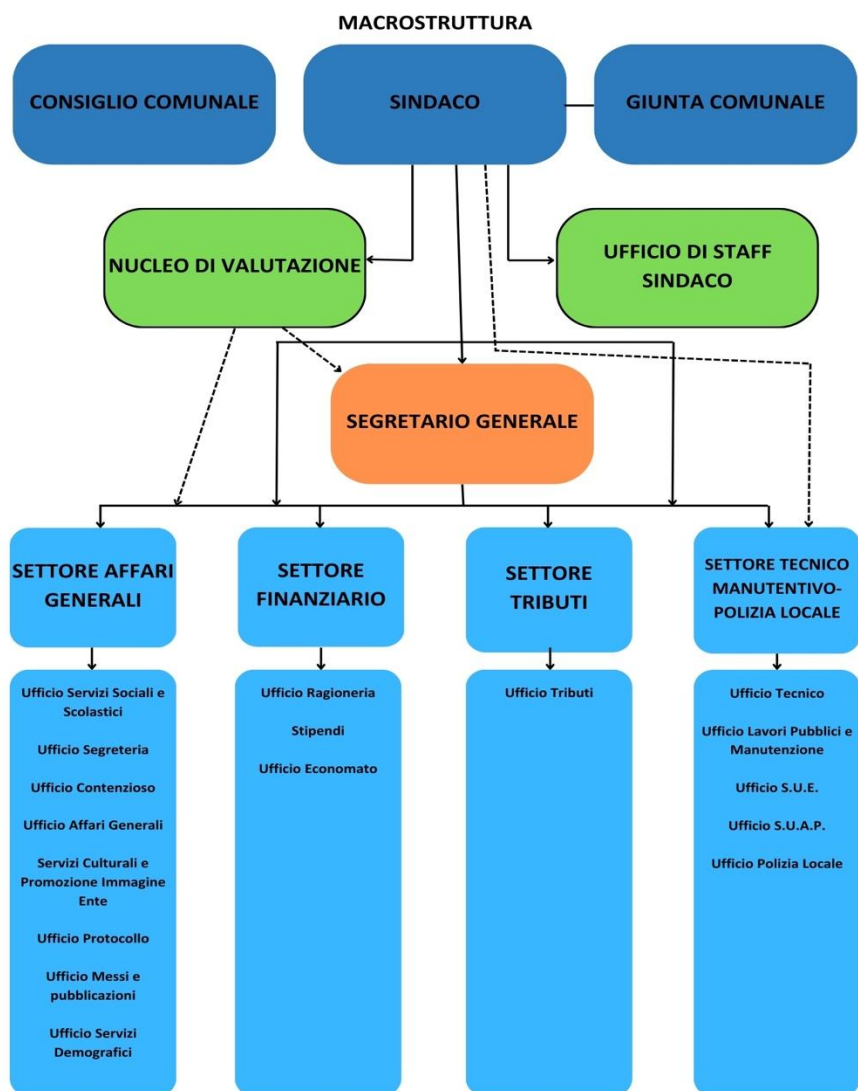 MACROSTRUTTURA
CONSIGLIO COMUNALE
SINDACO
GIUNTA COMUNALE
NUCLEO DI VALUTAZIONE
UFFICIO DI STAFF
SINDACO
SEGRETARIO GENERALE
SETTORE AFFARI
GENERALI
SETTORE
FINANZIARIO
SETTORE
TRIBUTI
SETTORE TECNICO
MANUTENTIVO-
POLIZIA LOCALE
Ufficio Servizi Sociali e
Scolastici
Ufficio Segreteria
Ufficio Contenzioso
Ufficio Affari Generali
Servizi Culturali e
Promozione Immagine
Ente
Ufficio Protocollo
Ufficio Messi e
pubblicazioni
Ufficio Servizi
Demografici
Ufficio Ragioneria
Stipendi
Ufficio Economato
Ufficio Tributi
Ufficio Tecnico
Ufficio Lavori Pubblici e
Manutenzione
Ufficio S.U.E.
Ufficio S.U.A.P.
Ufficio Polizia Locale